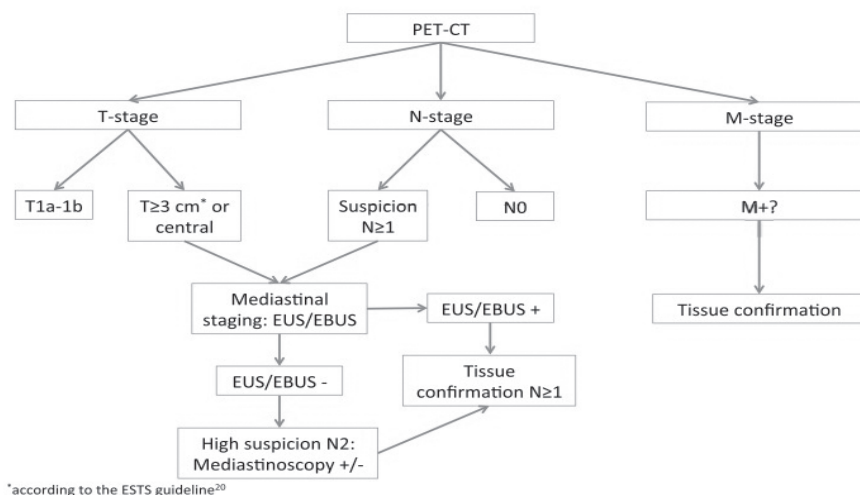 PET-CT
T-stage
N-stage
M-stage
T1a-1b
T≥3 cm* or
central
Suspicion
N≥1
N0
M+?
Mediastinal
staging: EUS/EBUS
EUS/EBUS +
Tissue confirmation
EUS/EBUS -
Tissue
confirmation N≥1
High suspicion N2:
Mediastinoscopy +/-
*according to the ESTS guideline20